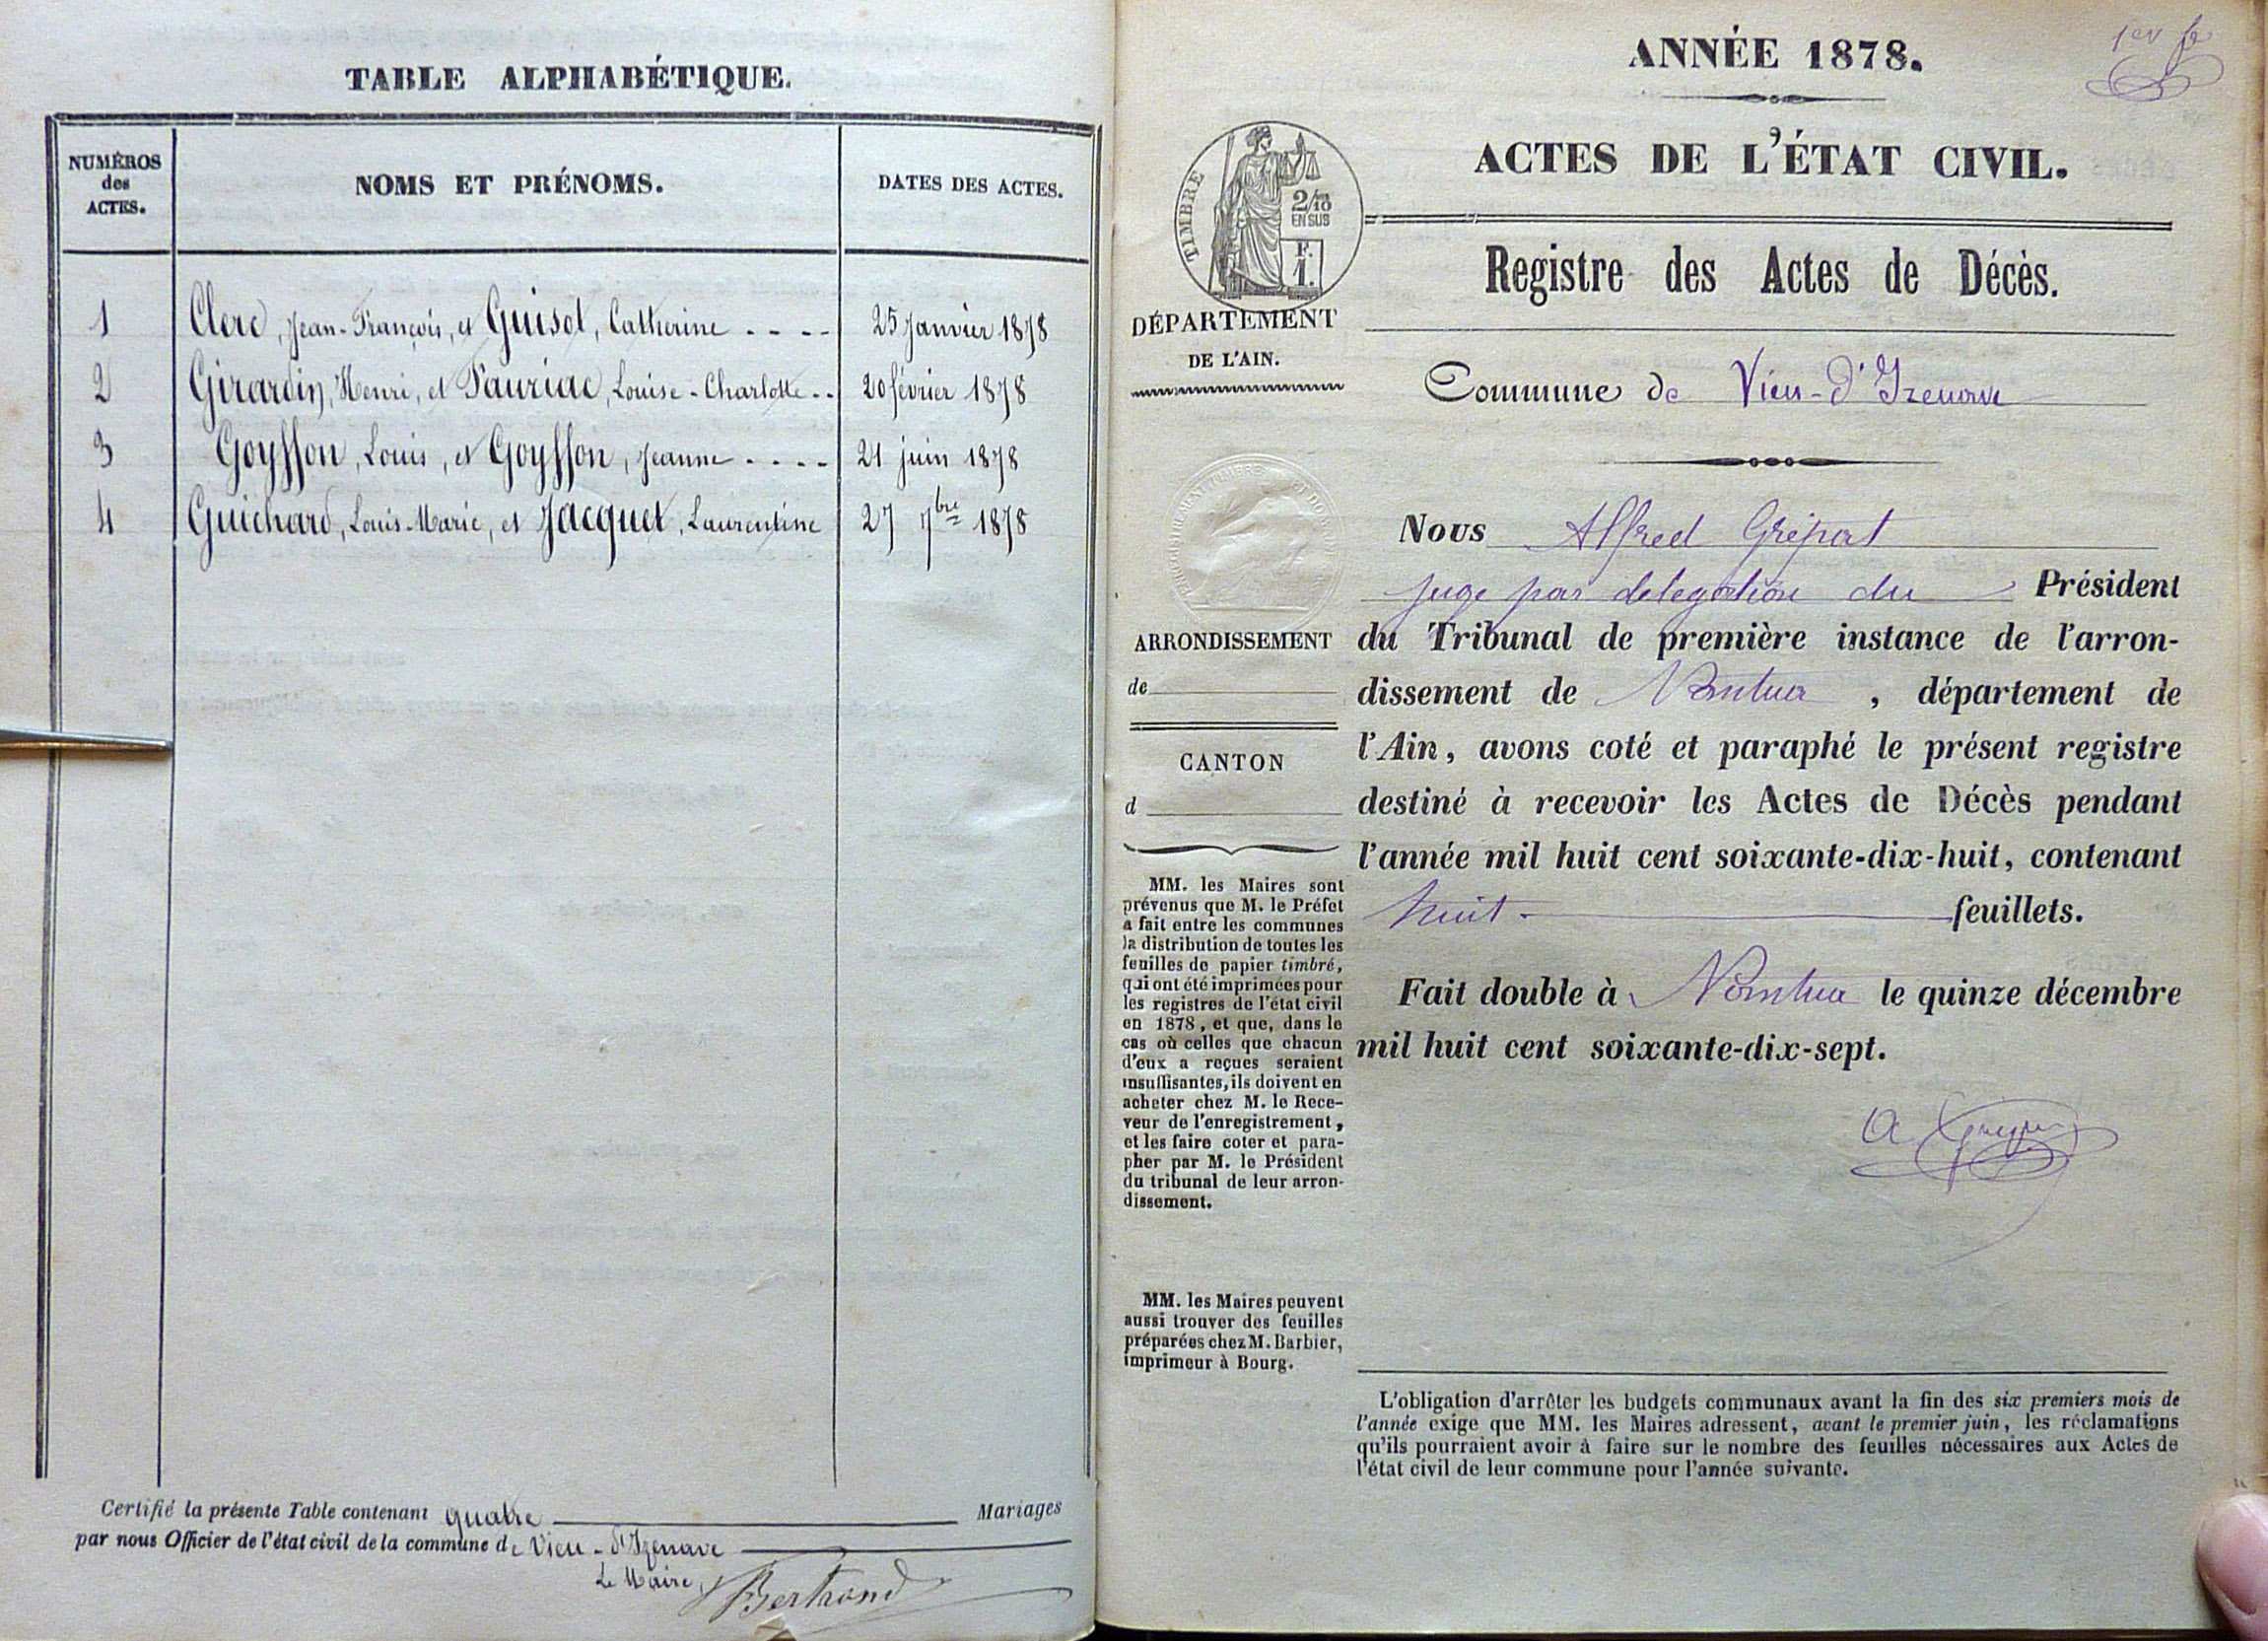 TABLE ALPHABÉTIQUE.
NUMÉROS
des
ACTES.
NOMS ET PRÉNOMS.
DATES DES ACTES.
1 Clerc, Jean-François, et Guisot, Catherine - - - - 25 Janvier 1878
2 Girardin, Henri, et Pauriac, Louise-Charlotte - - 20 février 1878
3 Goyffon, Louis, et Goyffon, Jeanne - - - - 21 juin 1878
4 Guichard, Louis-Marie, et Jacquet, Laurentine 27 7bre 1878
Certifié la présente Table contenant quatre Mariages
par nous Officier de l'état civil de la commune de Vieu-d'Izenave
Le Maire,
Bertrand
1er
ANNÉE 1878.
ACTES DE L'ÉTAT CIVIL.
TIMBRE
2/10
EN SUS
F.
1.
Registre des Actes de Décès.
DÉPARTEMENT
DE L'AIN.
Commune de Vieu-d'Izenave
Nous Alfred
juge par delegation du Président
du Tribunal de première instance de l'arron-
dissement de Nantua, département de
l'Ain, avons coté et paraphé le présent registre
destiné à recevoir les Actes de Décès pendant
l'année mil huit cent soixante-dix-huit, contenant
huit. feuillets.
Fait double à Nantua le quinze décembre
mil huit cent soixante-dix-sept.
ARRONDISSEMENT
de
CANTON
d
MM. les Maires sont
prévenus que M. le Préfet
a fait entre les communes
la distribution de toutes les
feuilles de papier timbré,
qui ont été imprimées pour
les registres de l'état civil
en 1878, et que, dans le
cas où celles que chacun
d'eux a reçues seraient
insuffisantes, ils doivent en
acheter chez M. le Rece-
veur de l'enregistrement,
et les faire coter et para-
pher par M. le Président
du tribunal de leur arron-
dissement.
MM. les Maires peuvent
aussi trouver des feuilles
préparées chez M. Barbier,
imprimeur à Bourg.
L'obligation d'arrêter les budgets communaux avant la fin des six premiers mois de
l'année exige que MM. les Maires adressent, avant le premier juin, les réclamations
qu'ils pourraient avoir à faire sur le nombre des feuilles nécessaires aux Actes de
l'état civil de leur commune pour l'année suivante.